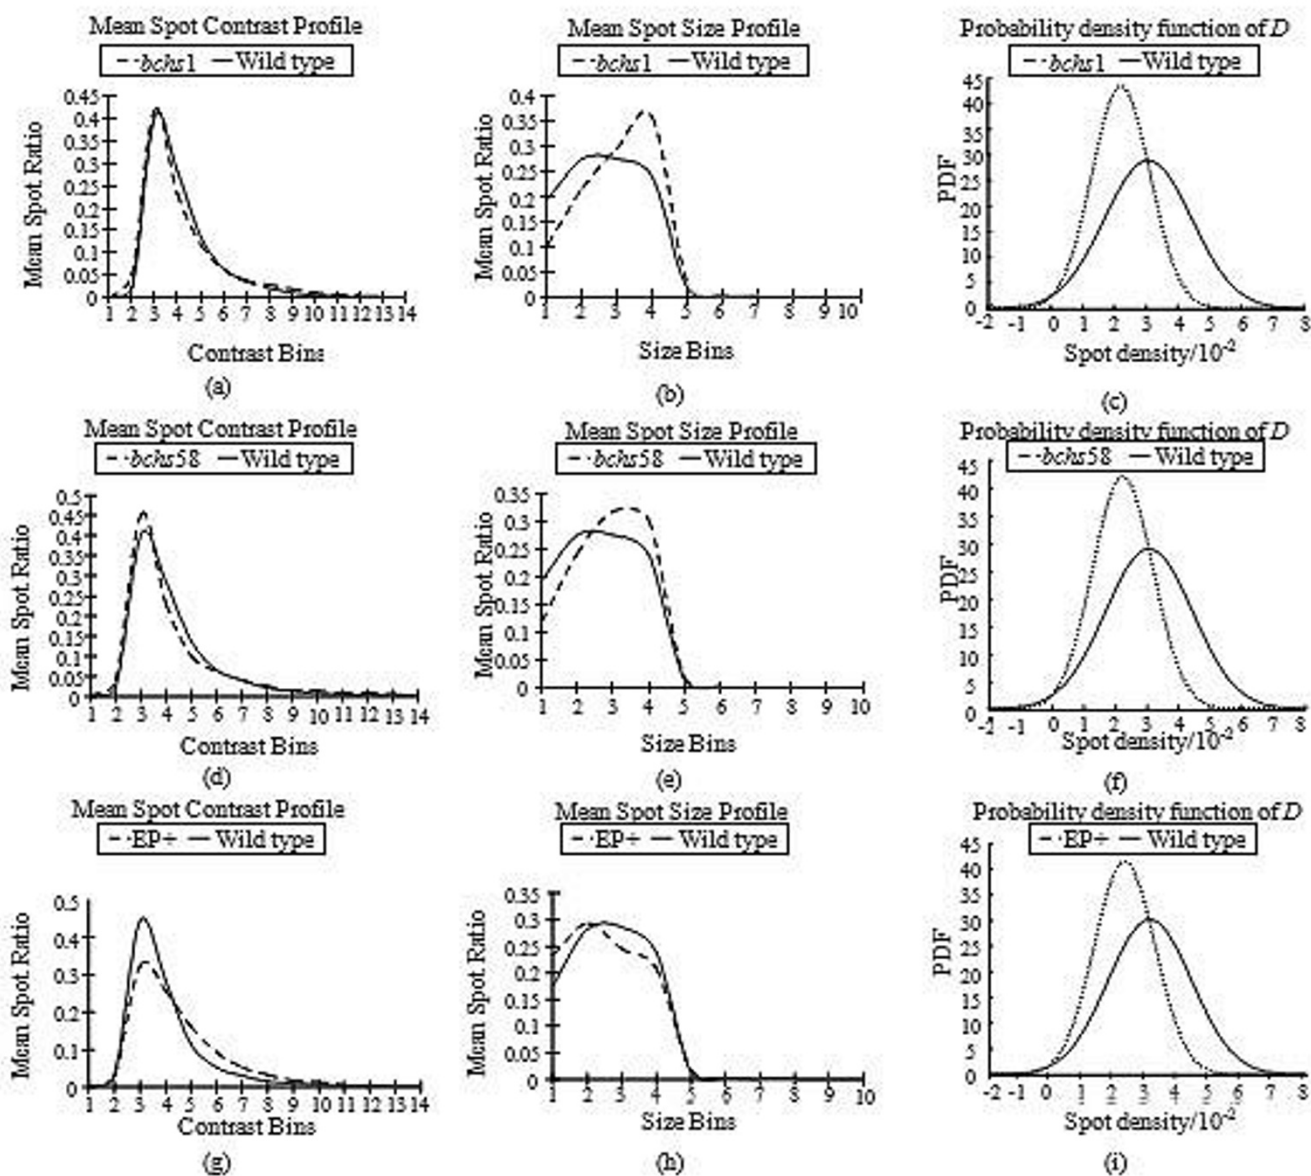 Mean Spot Contrast Profile
bchs1 Wild type
Mean Spot Ratio
0.45
0.4
0.35
0.3
0.25
0.2
0.15
0.1
0.05
0
1 2 3 4 5 6 7 8 9 10 11 12 13 14
Contrast Bins
(a)
Mean Spot Size Profile
bchs1 Wild type
Mean Spot Ratio
0.4
0.35
0.3
0.25
0.2
0.15
0.1
0.05
0
1 2 3 4 5 6 7 8 9 10
Size Bins
(b)
Probability density function of D
bchs1 Wild type
PDF
45
40
35
30
25
20
15
10
5
0
-2 -1 0 1 2 3 4 5 6 7 8
Spot density/10⁻²
(c)
Mean Spot Contrast Profile
bchs58 Wild type
Mean Spot Ratio
0.5
0.45
0.4
0.35
0.3
0.25
0.2
0.15
0.1
0.05
0
1 2 3 4 5 6 7 8 9 10 11 12 13 14
Contrast Bins
(d)
Mean Spot Size Profile
bchs58 Wild type
Mean Spot Ratio
0.35
0.3
0.25
0.2
0.15
0.1
0.05
0
1 2 3 4 5 6 7 8 9 10
Size Bins
(e)
Probability density function of D
bchs58 Wild type
PDF
45
40
35
30
25
20
15
10
5
0
-2 -1 0 1 2 3 4 5 6 7 8
Spot density/10⁻²
(f)
Mean Spot Contrast Profile
EP+ Wild type
Mean Spot Ratio
0.5
0.4
0.3
0.2
0.1
0
1 2 3 4 5 6 7 8 9 10 11 12 13 14
Contrast Bins
(g)
Mean Spot Size Profile
EP+ Wild type
Mean Spot Ratio
0.35
0.3
0.25
0.2
0.15
0.1
0.05
0
1 2 3 4 5 6 7 8 9 10
Size Bins
(h)
Probability density function of D
EP+ Wild type
PDF
45
40
35
30
25
20
15
10
5
0
-2 -1 0 1 2 3 4 5 6 7 8
Spot density/10⁻²
(i)